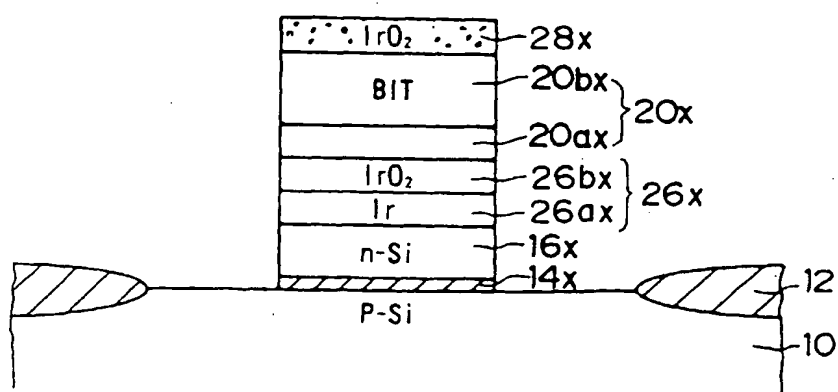 IrO₂ 28x
BIT 20bx
20x
20ax
IrO₂ 26bx
26x
Ir 26ax
n-Si 16x
14x
12
P-Si
10